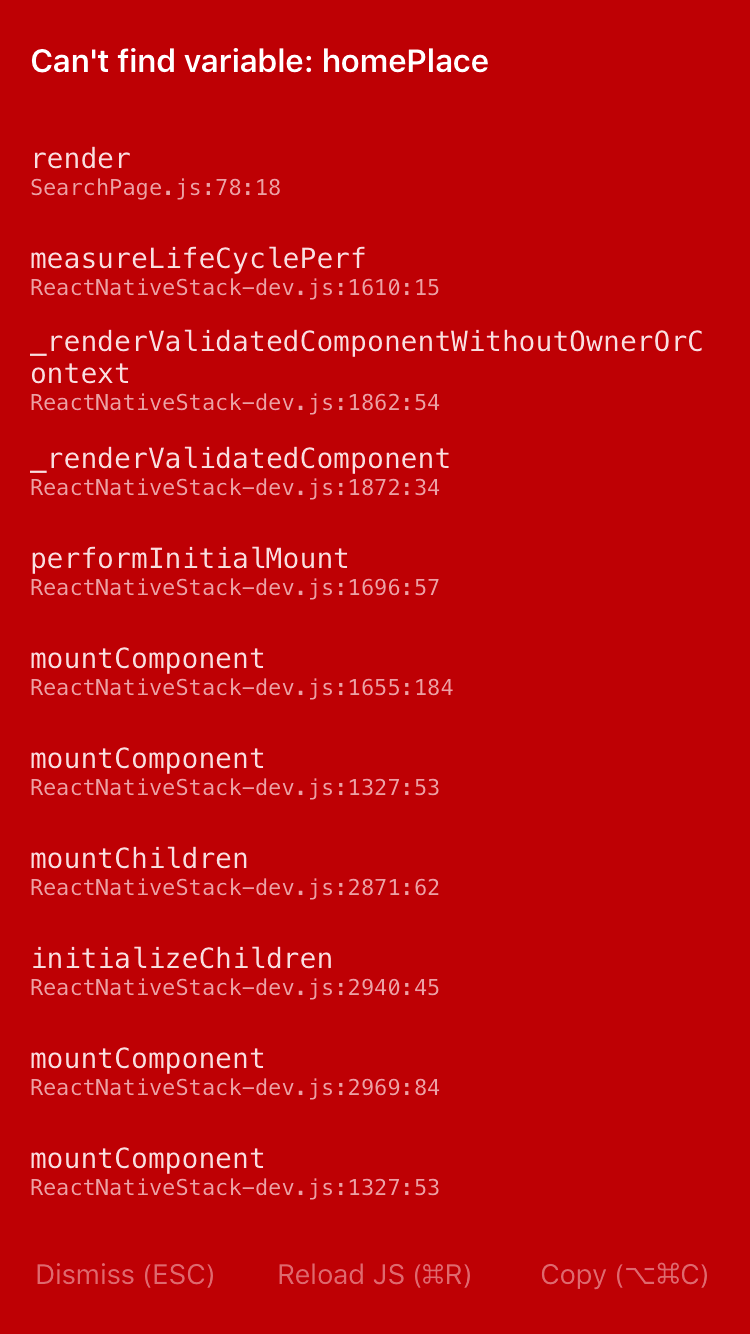 Can't find variable: homePlace
render
SearchPage.js:78:18
measureLifeCyclePerf
ReactNativeStack-dev.js:1610:15
_renderValidatedComponentWithoutOwnerOrC
ontext
ReactNativeStack-dev.js:1862:54
_renderValidatedComponent
ReactNativeStack-dev.js:1872:34
performInitialMount
ReactNativeStack-dev.js:1696:57
mountComponent
ReactNativeStack-dev.js:1655:184
mountComponent
ReactNativeStack-dev.js:1327:53
mountChildren
ReactNativeStack-dev.js:2871:62
initializeChildren
ReactNativeStack-dev.js:2940:45
mountComponent
ReactNativeStack-dev.js:2969:84
mountComponent
ReactNativeStack-dev.js:1327:53
Dismiss (ESC) Reload JS (⌘R) Copy (⌥⌘C)